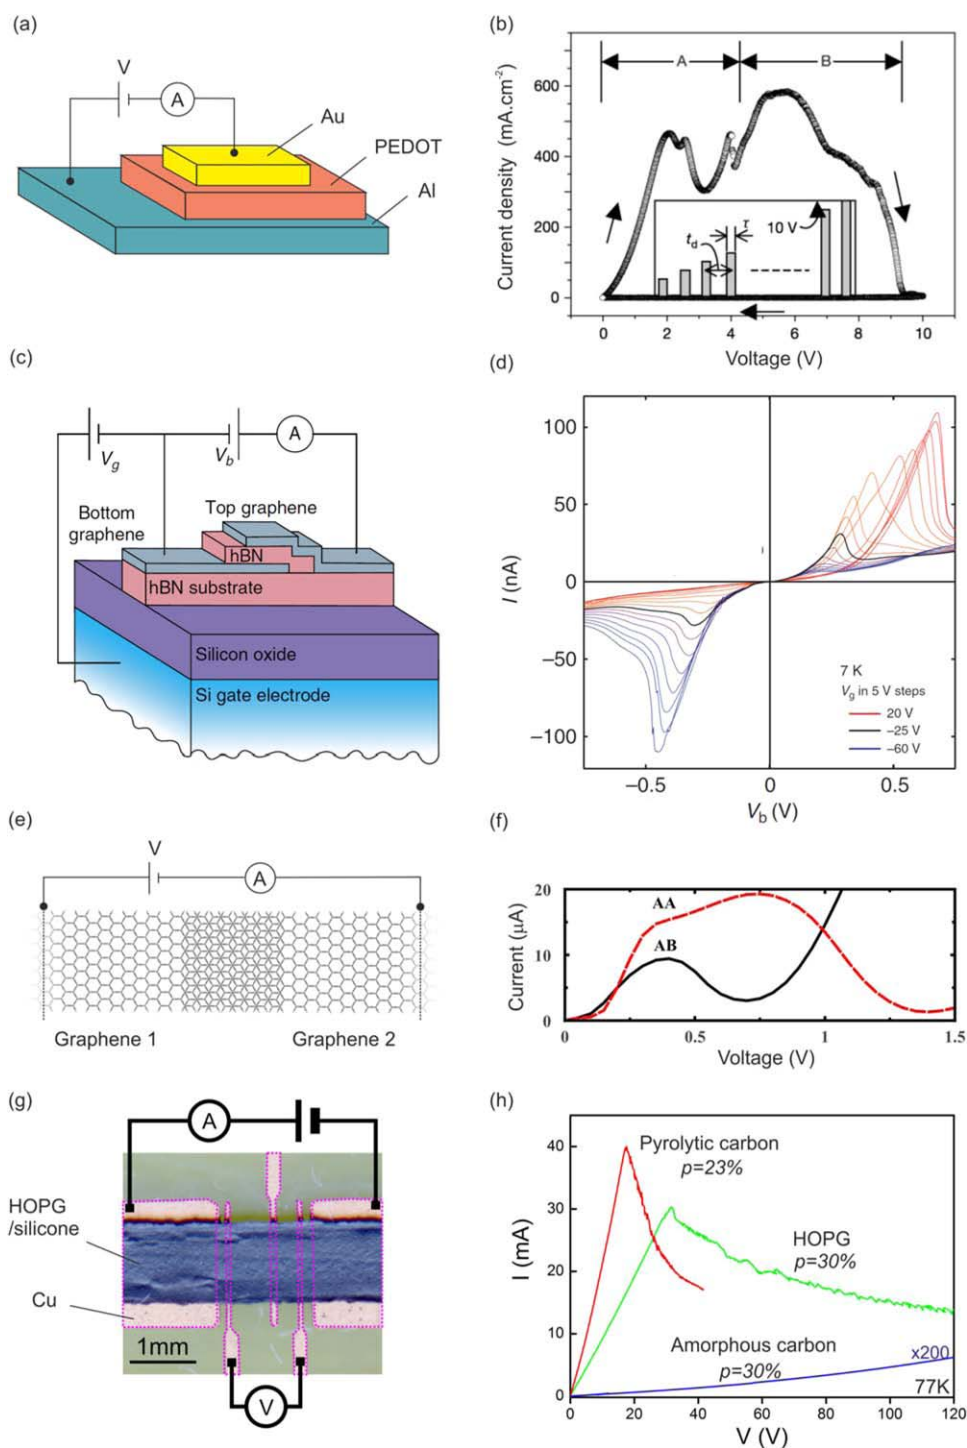 (a)
V
A
Au
PEDOT
Al
(b)
Current density (mA.cm⁻²)
600
400
200
0
A
B
t_d
τ
10 V
0
2
4
6
8
10
Voltage (V)
(c)
V_g
V_b
A
Top graphene
Bottom
graphene
hBN
hBN substrate
Silicon oxide
Si gate electrode
(d)
I (nA)
100
50
0
−50
−100
7 K
V_g in 5 V steps
20 V
−25 V
−60 V
−0.5
0
0.5
V_b (V)
(e)
V
A
Graphene 1
Graphene 2
(f)
Current (μA)
20
10
0
AA
AB
0
0.5
1
1.5
Voltage (V)
(g)
A
HOPG
/silicone
Cu
1mm
V
(h)
I (mA)
40
30
20
10
0
Pyrolytic carbon
p=23%
HOPG
p=30%
Amorphous carbon
p=30%
x200
77K
0
20
40
60
80
100
120
V (V)